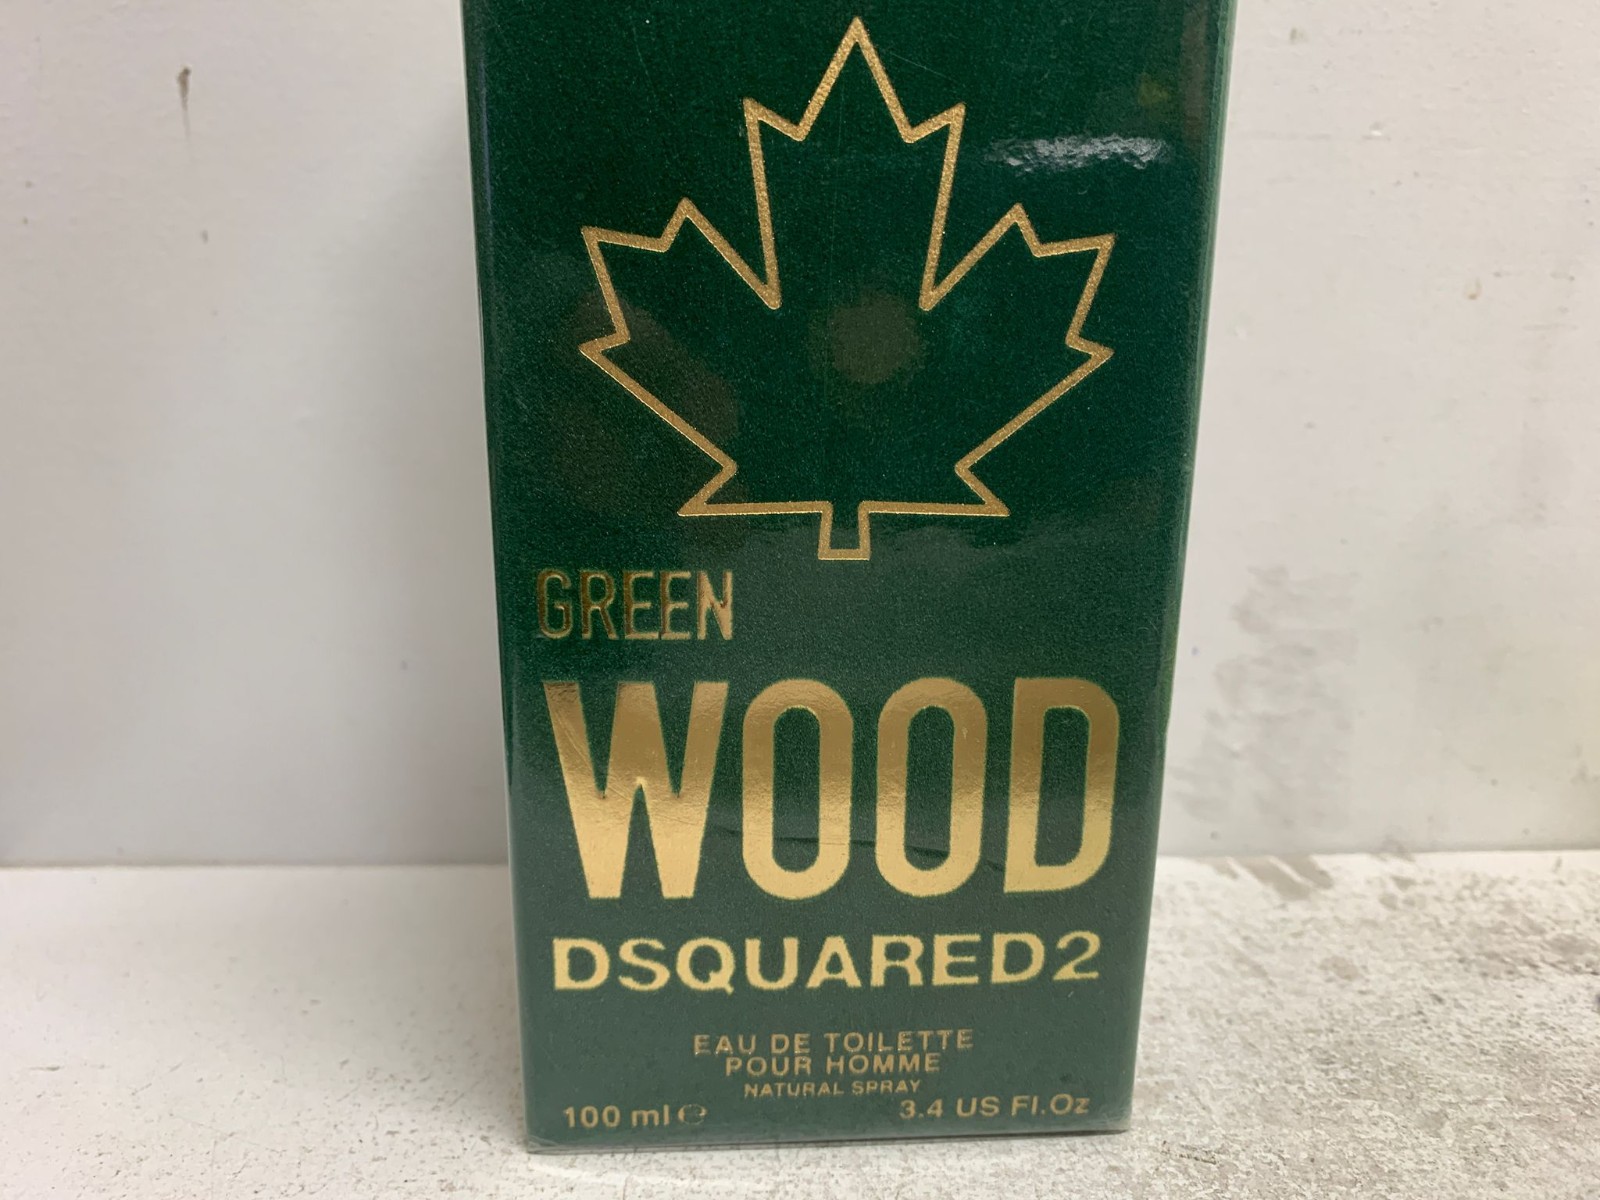 GREEN
WOOD
DSQUARED2
EAU DE TOILETTE
POUR HOMME
NATURAL SPRAY
100 ml ℮ 3.4 US Fl.Oz